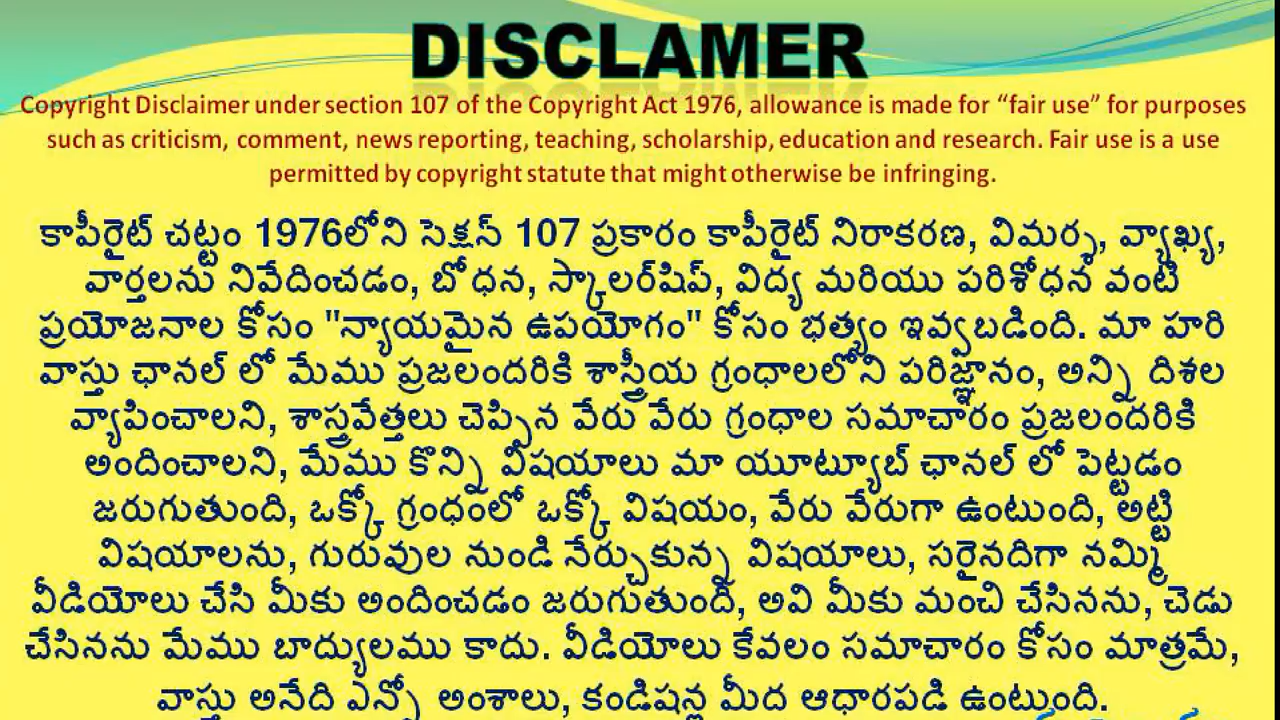 DISCLAMER
Copyright Disclaimer under section 107 of the Copyright Act 1976, allowance is made for “fair use” for purposes
such as criticism, comment, news reporting, teaching, scholarship, education and research. Fair use is a use
permitted by copyright statute that might otherwise be infringing.
కాపీరైట్ చట్టం 1976లోని సెక్షన్ 107 ప్రకారం కాపీరైట్ నిరాకరణ, విమర్శ, వ్యాఖ్య,
వార్తలను నివేదించడం, బోధన, స్కాలర్‌షిప్, విద్య మరియు పరిశోధన వంటి
ప్రయోజనాల కోసం "న్యాయమైన ఉపయోగం" కోసం భత్యం ఇవ్వబడింది. మా హరి
వాస్తు ఛానల్ లో మేము ప్రజలందరికి శాస్త్రీయ గ్రంధాలలోని పరిజ్ఞానం, అన్ని దిశల
వ్యాపించాలని, శాస్త్రవేత్తలు చెప్పిన వేరు వేరు గ్రంధాల సమాచారం ప్రజలందరికి
అందించాలని, మేము కొన్ని విషయాలు మా యూట్యూబ్ ఛానల్ లో పెట్టడం
జరుగుతుంది, ఒక్కో గ్రంధంలో ఒక్కో విషయం, వేరు వేరుగా ఉంటుంది, అట్టి
విషయాలను, గురువుల నుండి నేర్చుకున్న విషయాలు, సరైనదిగా నమ్మి
వీడియోలు చేసి మీకు అందించడం జరుగుతుంది, అవి మీకు మంచి చేసినను, చెడు
చేసినను మేము బాద్యులము కాదు. వీడియోలు కేవలం సమాచారం కోసం మాత్రమే,
వాస్తు అనేది ఎన్నో అంశాలు, కండిషన్ల మీద ఆధారపడి ఉంటుంది.